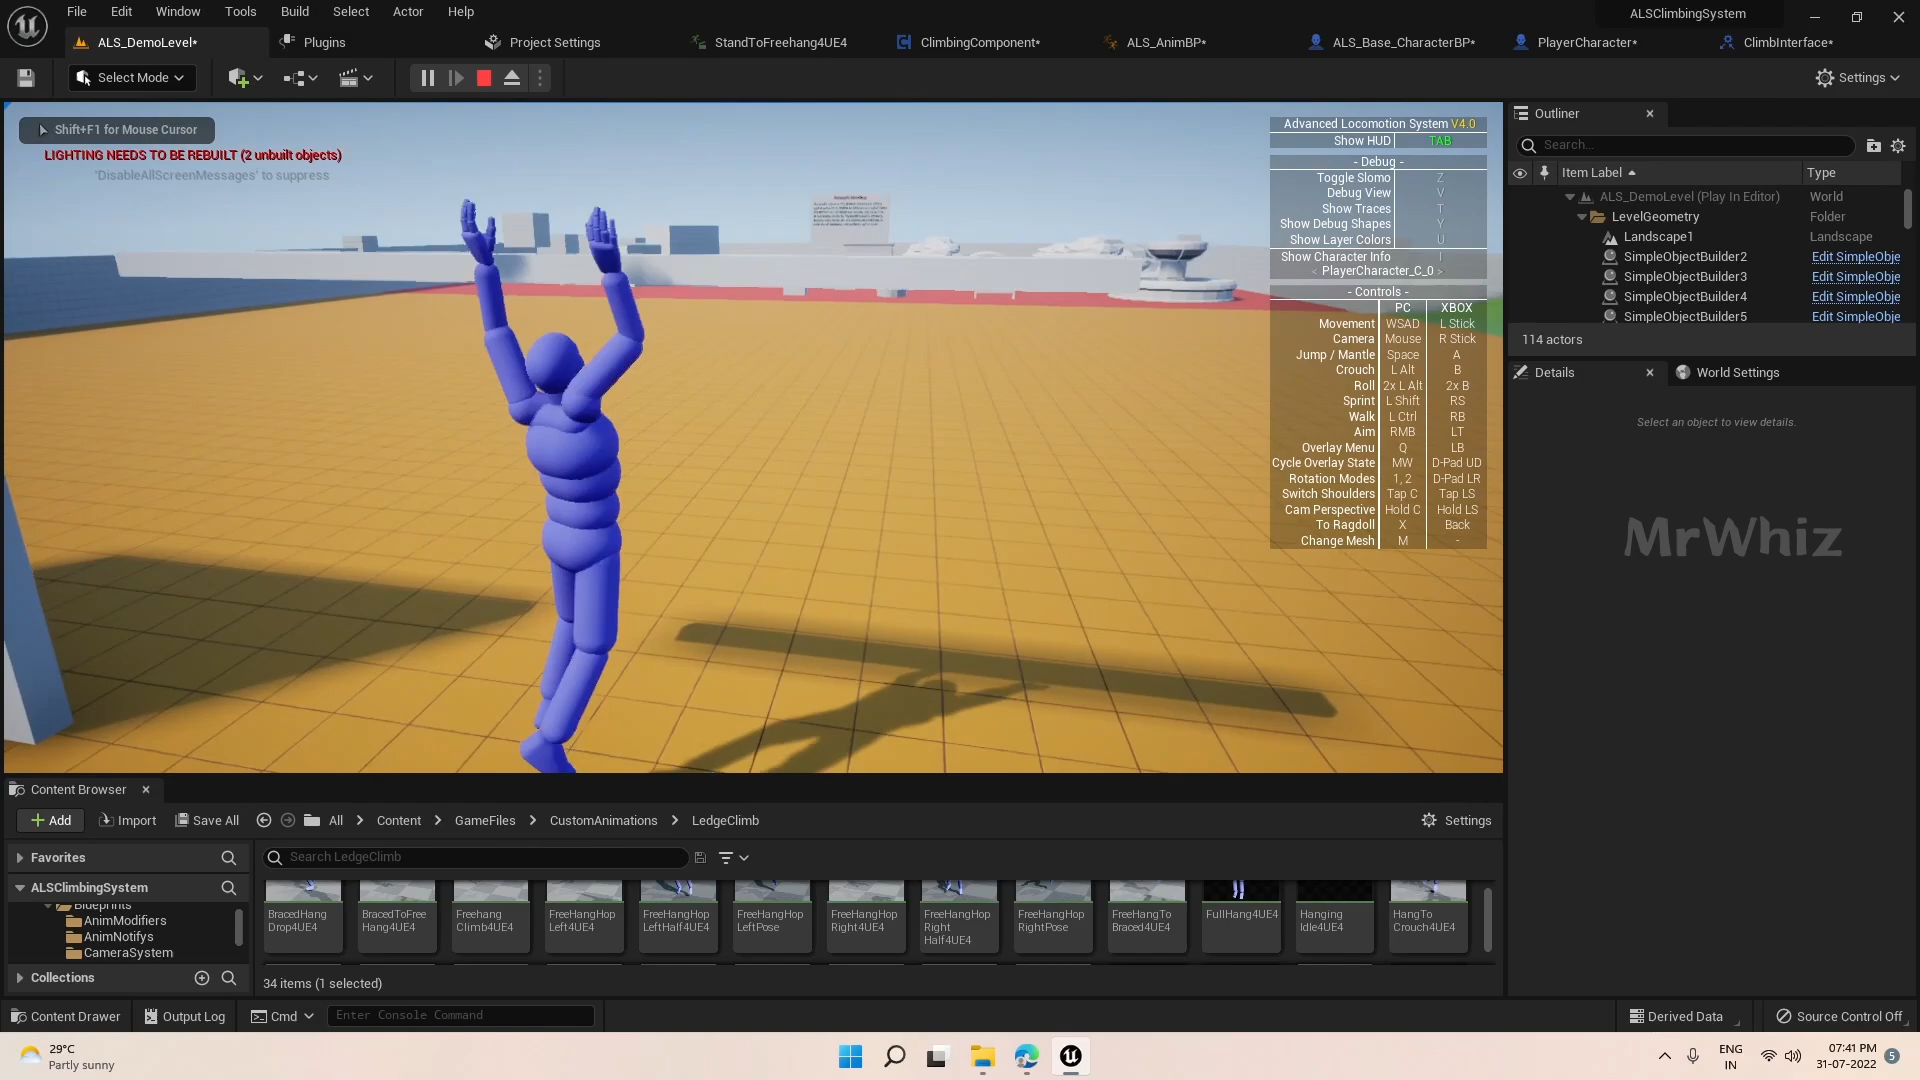 File Edit Window Tools Build Select Actor Help
ALSClimbingSystem
ALS_DemoLevel*
Plugins
Project Settings
StandToFreehang4UE4
ClimbingComponent*
ALS_AnimBP*
ALS_Base_CharacterBP*
PlayerCharacter*
ClimbInterface*
Select Mode
Settings
Shift+F1 for Mouse Cursor
LIGHTING NEEDS TO BE REBUILT (2 unbuilt objects)
'DisableAllScreenMessages' to suppress
Advanced Locomotion System V4.0
Show HUD TAB
- Debug -
Toggle Slomo Z
Debug View V
Show Traces T
Show Debug Shapes Y
Show Layer Colors U
Show Character Info I
< PlayerCharacter_C_0 >
- Controls -
PC XBOX
Movement WSAD L Stick
Camera Mouse R Stick
Jump / Mantle Space A
Crouch L Alt B
Roll 2x L Alt 2x B
Sprint L Shift RS
Walk L Ctrl RB
Aim RMB LT
Overlay Menu Q LB
Cycle Overlay State MW D-Pad UD
Rotation Modes 1, 2 D-Pad LR
Switch Shoulders Tap C Tap LS
Cam Perspective Hold C Hold LS
To Ragdoll X Back
Change Mesh M -
Outliner
Search...
Item Label Type
ALS_DemoLevel (Play In Editor) World
LevelGeometry Folder
Landscape1 Landscape
SimpleObjectBuilder2 Edit SimpleObje
SimpleObjectBuilder3 Edit SimpleObje
SimpleObjectBuilder4 Edit SimpleObje
SimpleObjectBuilder5 Edit SimpleObje
114 actors
Details
World Settings
Select an object to view details.
MrWhiz
Content Browser
Add Import Save All All > Content > GameFiles > CustomAnimations > LedgeClimb
Settings
Favorites
Search LedgeClimb
ALSClimbingSystem
Blueprints
AnimModifiers
AnimNotifys
CameraSystem
Collections
BracedHang
Drop4UE4
BracedToFree
Hang4UE4
Freehang
Climb4UE4
FreeHangHop
Left4UE4
FreeHangHop
LeftHalf4UE4
FreeHangHop
LeftPose
FreeHangHop
Right4UE4
FreeHangHop
Right
Half4UE4
FreeHangHop
RightPose
FreeHangTo
Braced4UE4
FullHang4UE4
Hanging
Idle4UE4
HangTo
Crouch4UE4
34 items (1 selected)
Content Drawer
Output Log
Cmd
Enter Console Command
Derived Data
Source Control Off
29°C
Partly sunny
ENG
IN
07:41 PM
31-07-2022
5